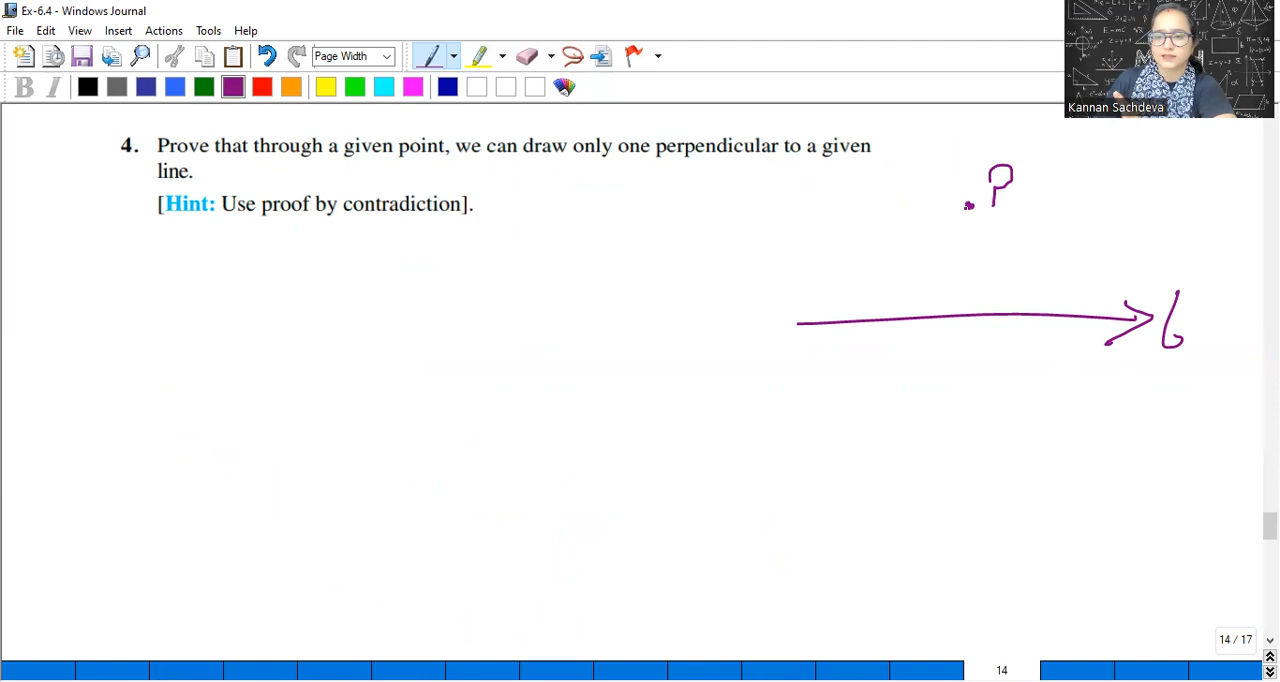 Ex-6.4 - Windows Journal
File Edit View Insert Actions Tools Help
Page Width
B I
Kannan Sachdeva
4. Prove that through a given point, we can draw only one perpendicular to a given
line.
[Hint: Use proof by contradiction].
P
l
14 / 17
14